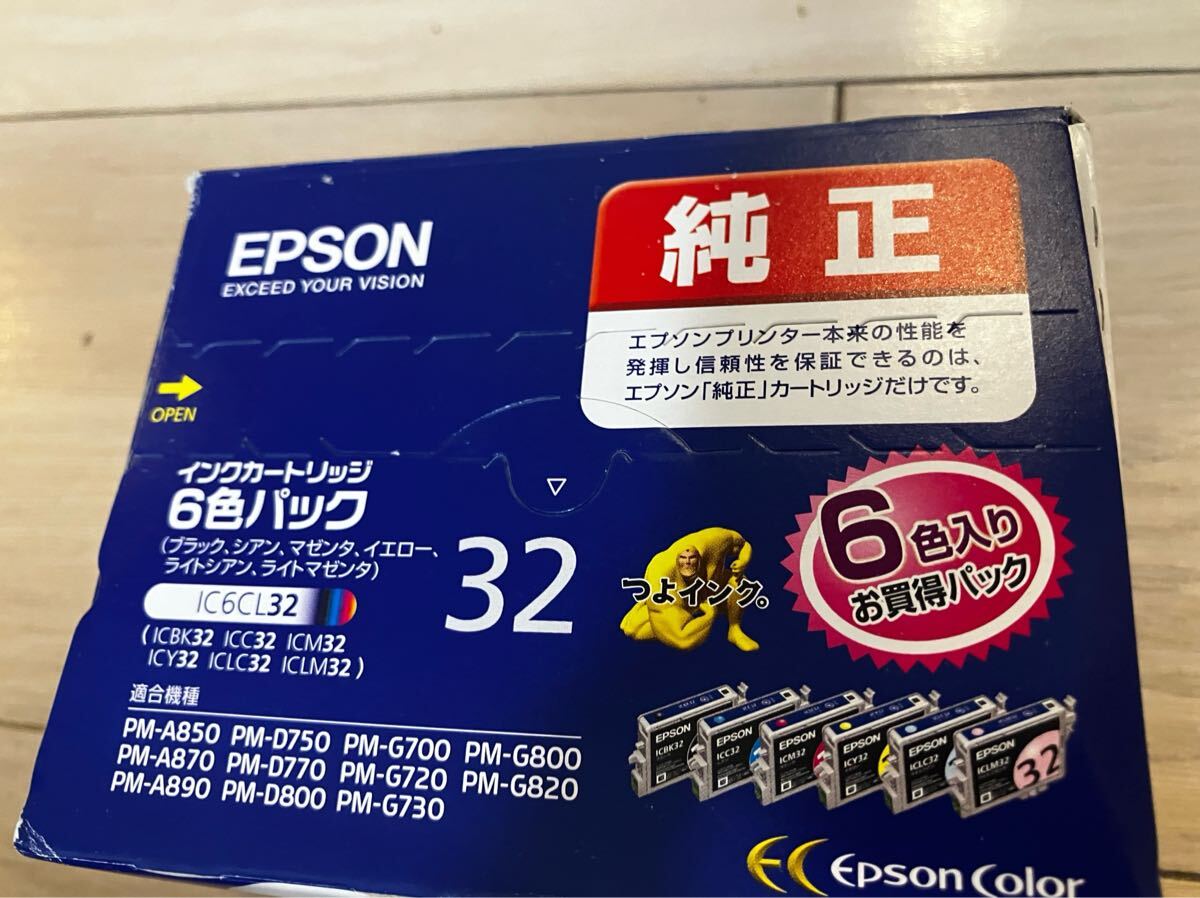 EPSON
EXCEED YOUR VISION
純正
エプソンプリンター本来の性能を
発揮し信頼性を保証できるのは、
エプソン「純正」カートリッジだけです。
OPEN
インクカートリッジ
6色パック
(ブラック、シアン、マゼンタ、イエロー、
ライトシアン、ライトマゼンタ)
IC6CL32
(ICBK32 ICC32 ICM32
ICY32 ICLC32 ICLM32)
32
つよインク。
6色入り
お買得パック
適合機種
PM-A850 PM-D750 PM-G700 PM-G800
PM-A870 PM-D770 PM-G720 PM-G820
PM-A890 PM-D800 PM-G730
EPSON
ICBK32
EPSON
ICC32
EPSON
ICM32
EPSON
ICY32
EPSON
ICLC32
EPSON
ICLM32
32
EPSON COLOR